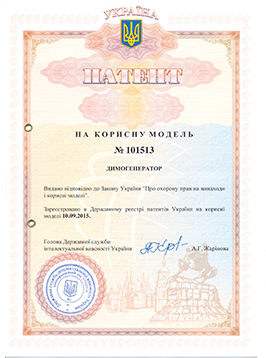 УКРАЇНА
ПАТЕНТ
НА КОРИСНУ МОДЕЛЬ
№ 101513
ДИМОГЕНЕРАТОР
Видано відповідно до Закону України "Про охорону прав на винаходи
і корисні моделі".
Зареєстровано в Державному реєстрі патентів України на корисні
моделі 10.09.2015.
Голова Державної служби
інтелектуальної власності України
А.Г. Жарінова